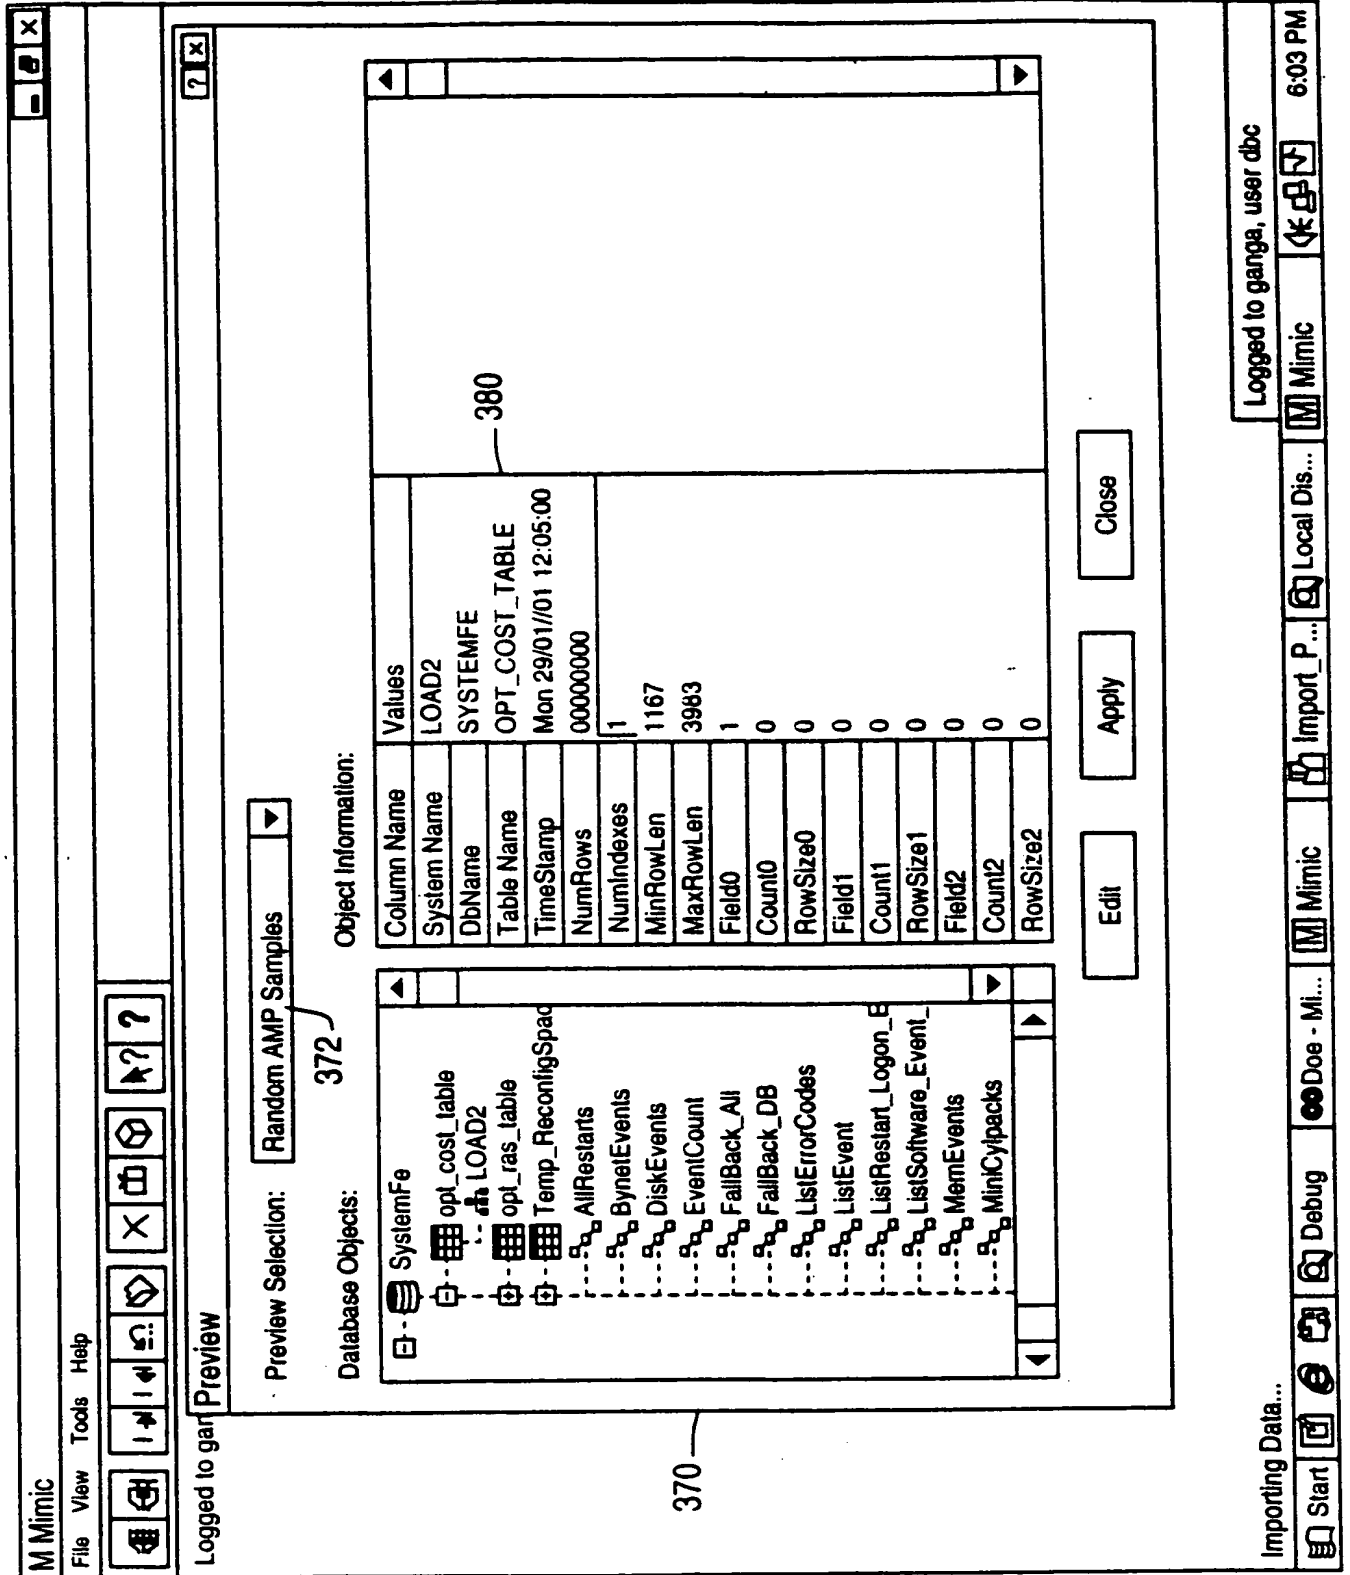 M Mimic
File View Tools Help
Logged to gan
Preview
Preview Selection:
Random AMP Samples
372
Database Objects:
SystemFe
opt_cost_table
LOAD2
opt_ras_table
Temp_ReconfigSpac
AllRestarts
BynetEvents
DiskEvents
EventCount
FallBack_All
FallBack_DB
ListErrorCodes
ListEvent
ListRestart_Logon_B
ListSoftware_Event_
MemEvents
MiniCylpacks
Object Information:
Column Name Values
System Name LOAD2
DbName SYSTEMFE
Table Name OPT_COST_TABLE
TimeStamp Mon 29/01//01 12:05:00
NumRows 00000000
NumIndexes 1
MinRowLen 1167
MaxRowLen 3983
Field0 1
Count0 0
RowSize0 0
Field1 0
Count1 0
RowSize1 0
Field2 0
Count2 0
RowSize2 0
380
370
Edit Apply Close
Importing Data...
Logged to ganga, user dbc
Start Debug Doe - Mi... M Mimic Import_P... Local Dis... M Mimic 6:03 PM